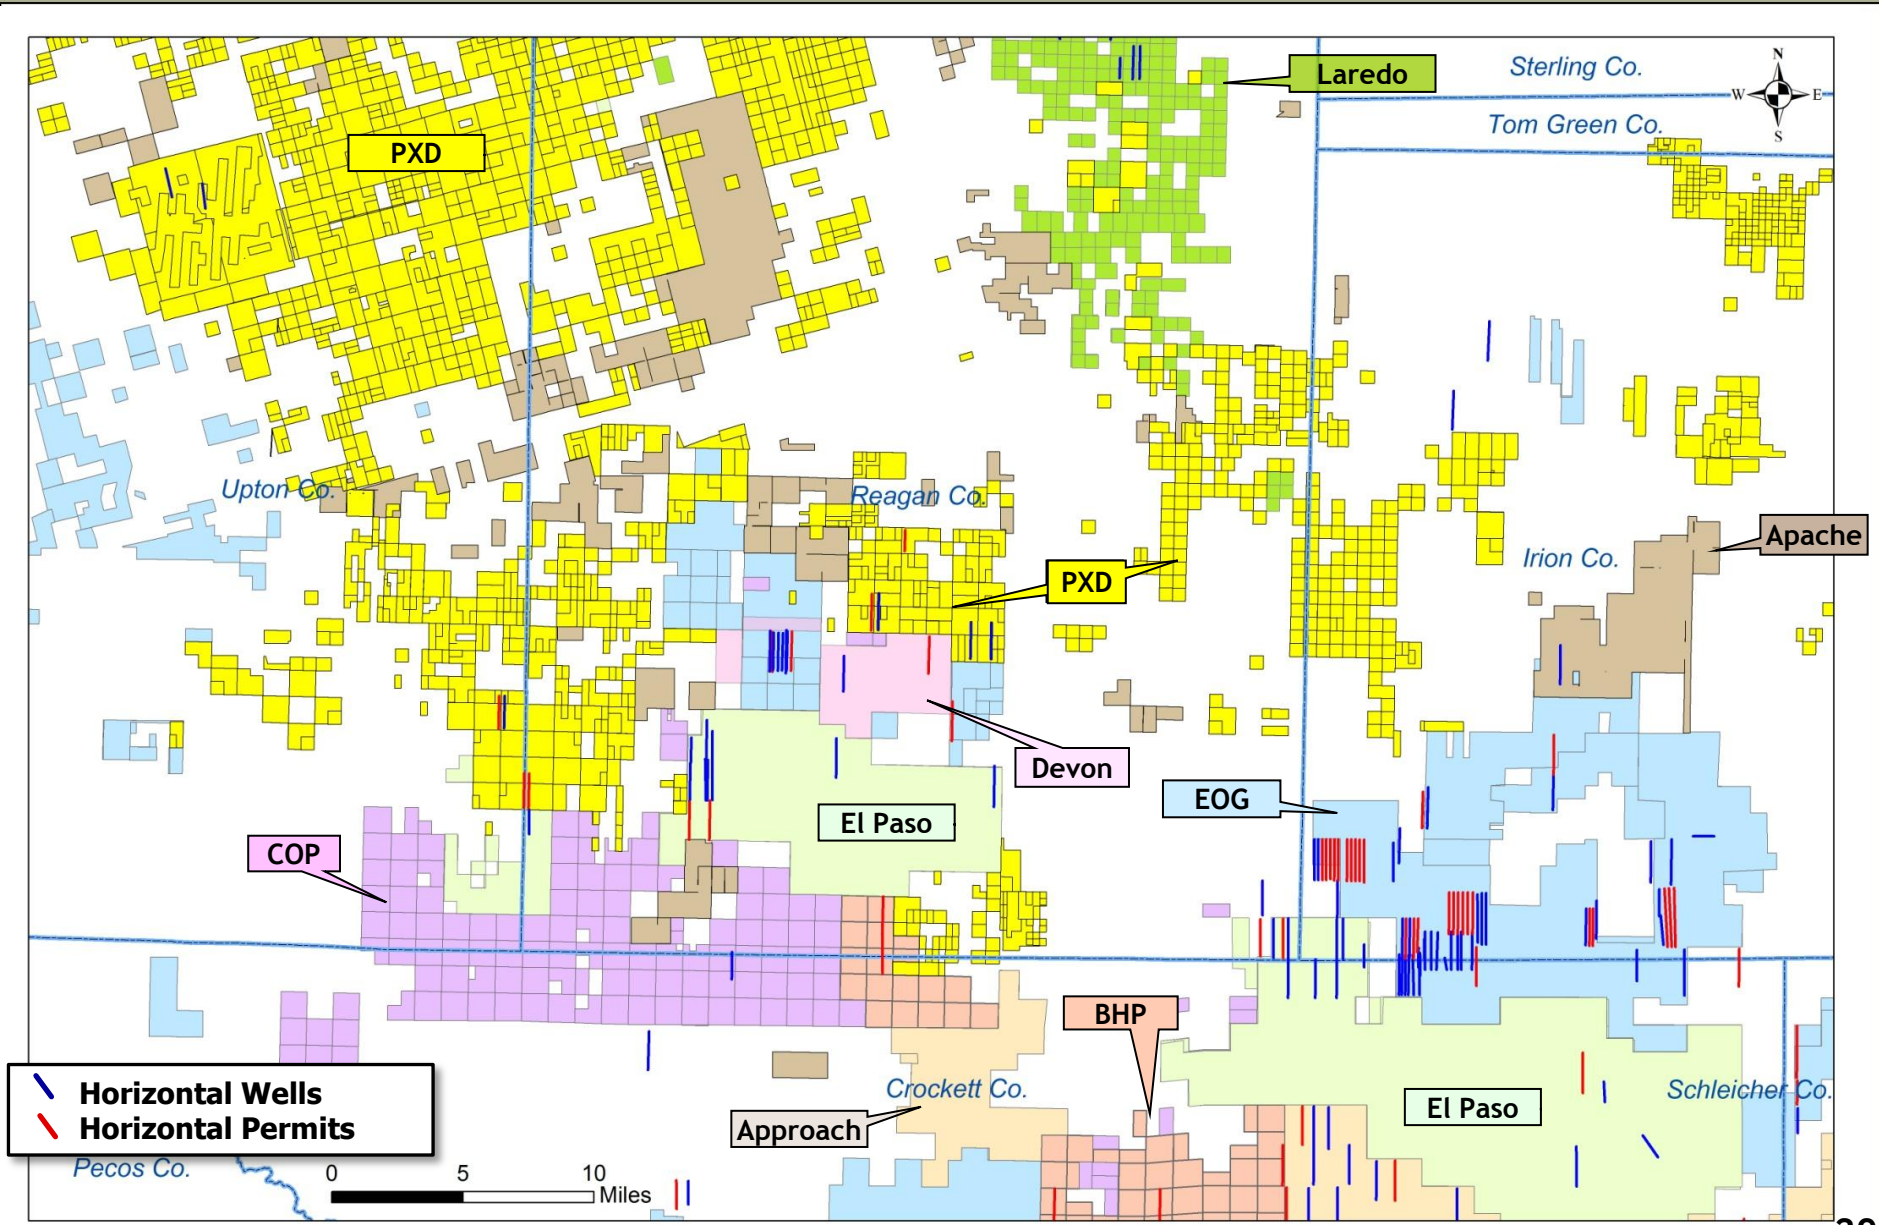 Sterling Co.
N
Laredo
W
E
Tom Green Co.
S
PXD
Upton Co.
Reagan Co.
Apache
Irion Co.
PXD
Devon
EOG
El Paso
COP
BHP
Crockett Co.
Schleicher Co.
El Paso
Approach
Horizontal Wells
Horizontal Permits
Pecos Co.
0 5 10
Miles